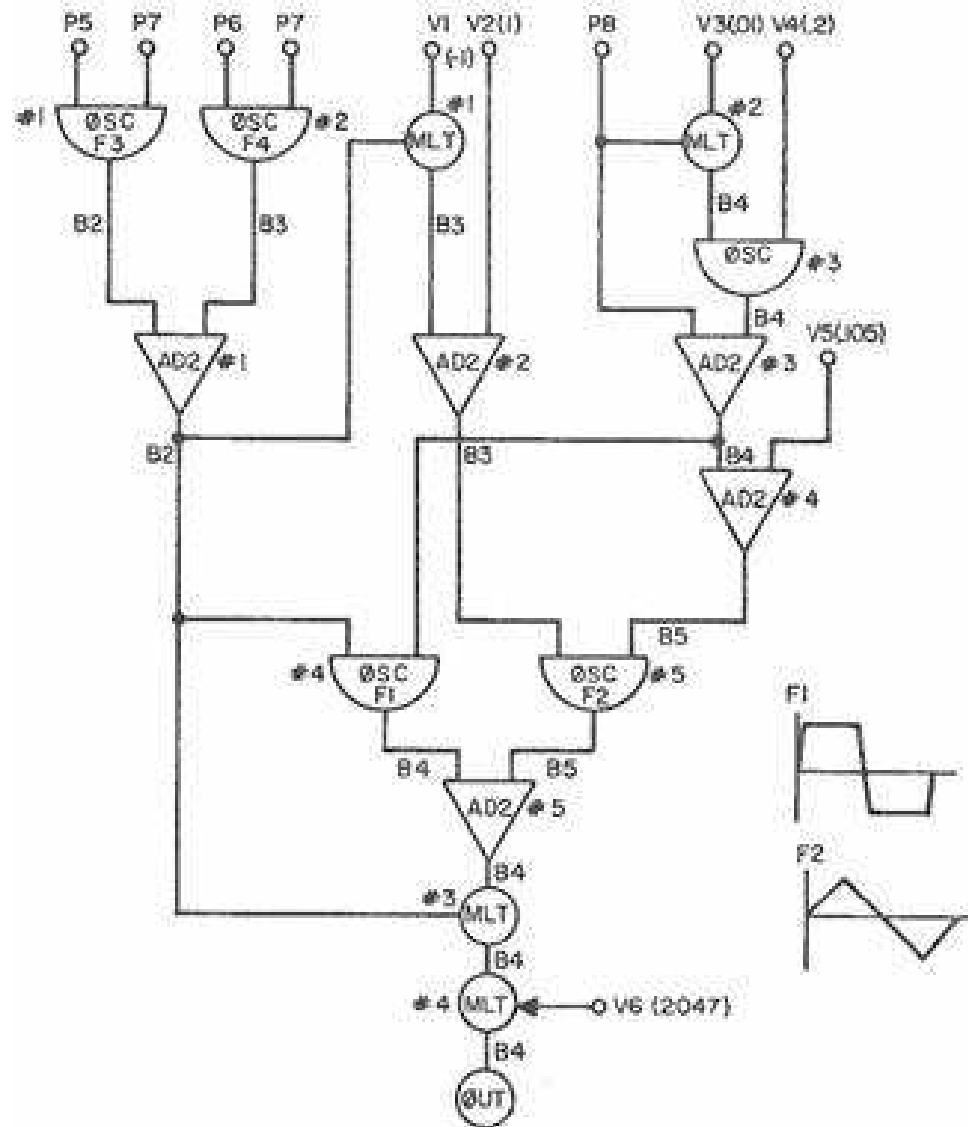 P5 P7 P6 P7 V1 V2(1) P8 V3(.01) V4(.2)
(-1)
#1 ØSC F3
ØSC F4 #2
#1 MLT
#2 MLT
B2
B3
B3
B4
ØSC #3
B4
V5(.105)
AD2 #1
AD2 #2
AD2 #3
B2
B3
B4
AD2 #4
B5
#4 ØSC F1
ØSC F2 #5
F1
B4
B5
AD2 #5
F2
B4
#3 MLT
B4
#4 MLT
V6 (2047)
B4
ØUT